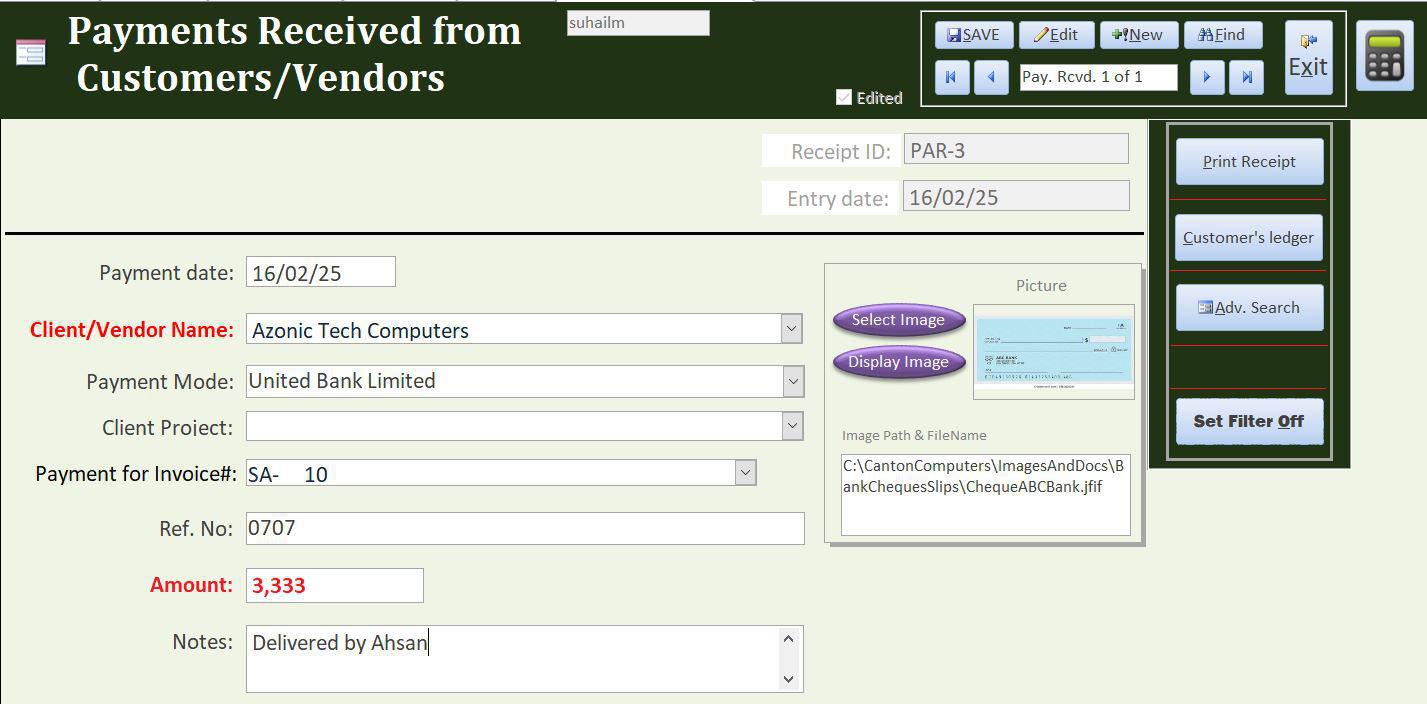 Payments Received from
Customers/Vendors
suhailm
Edited
SAVE
Edit
New
Find
Pay. Rcvd. 1 of 1
Exit
Receipt ID: PAR-3
Entry date: 16/02/25
Payment date: 16/02/25
Client/Vendor Name: Azonic Tech Computers
Payment Mode: United Bank Limited
Client Project:
Payment for Invoice#: SA- 10
Ref. No: 0707
Amount: 3,333
Notes: Delivered by Ahsan
Picture
Select Image
Display Image
ABC BANK
Image Path & FileName
C:\CantonComputers\ImagesAndDocs\B
ankChequesSlips\ChequeABCBank.jfif
Print Receipt
Customer's ledger
Adv. Search
Set Filter Off